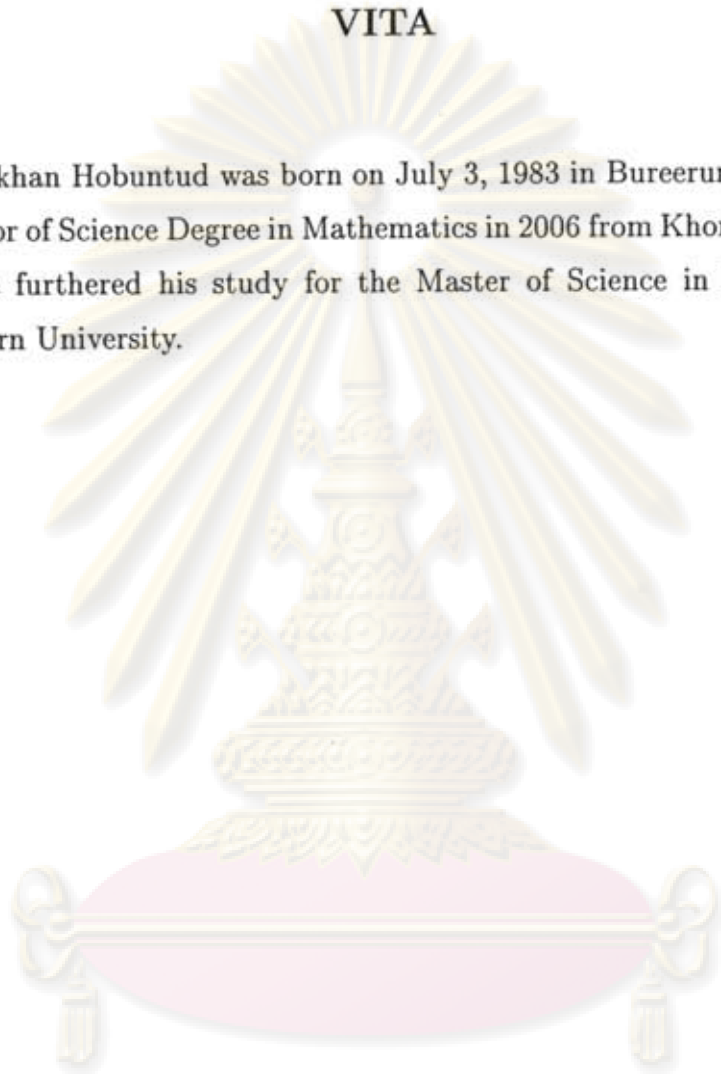 VITA
khan Hobuntud was born on July 3, 1983 in Bureerun
or of Science Degree in Mathematics in 2006 from Khon
furthered his study for the Master of Science in
rn University.